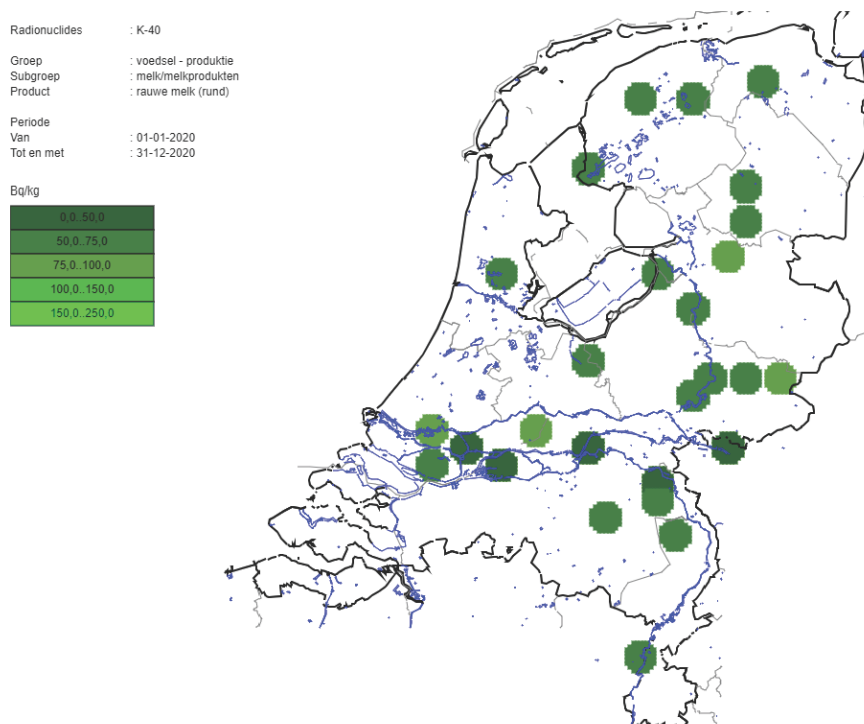 Radionuclides : K-40
Groep : voedsel - produktie
Subgroep : melk/melkprodukten
Product : rauwe melk (rund)
Periode
Van : 01-01-2020
Tot en met : 31-12-2020
Bq/kg
0,0..50,0
50,0..75,0
75,0..100,0
100,0..150,0
150,0..250,0